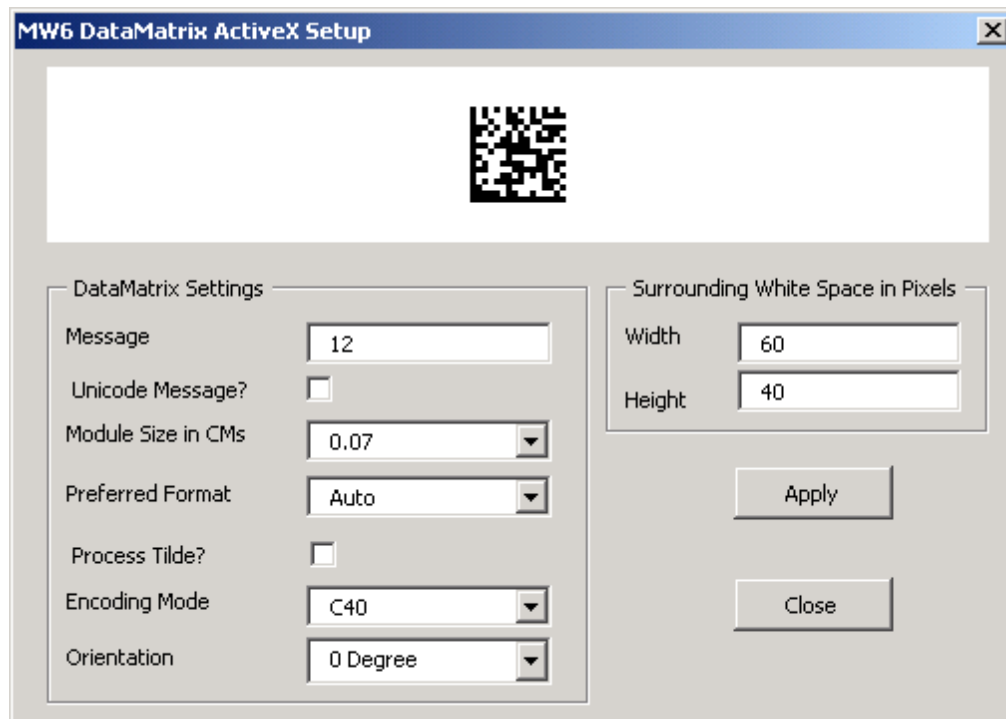 MW6 DataMatrix ActiveX Setup
DataMatrix Settings
Message 12
Unicode Message?
Module Size in CMs 0.07
Preferred Format Auto
Process Tilde?
Encoding Mode C40
Orientation 0 Degree
Surrounding White Space in Pixels
Width 60
Height 40
Apply
Close